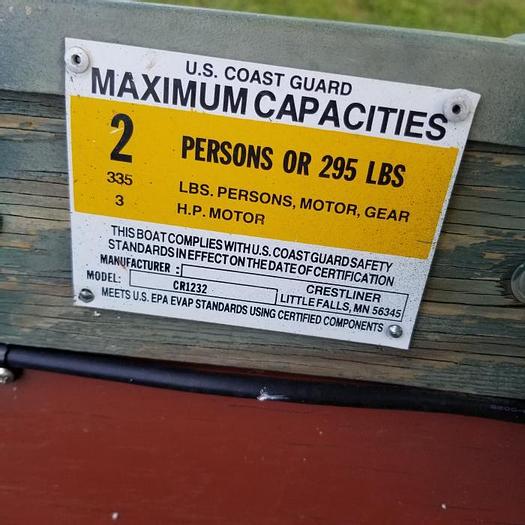 U.S. COAST GUARD
MAXIMUM CAPACITIES
2 PERSONS OR 295 LBS
335 LBS. PERSONS, MOTOR, GEAR
3 H.P. MOTOR
THIS BOAT COMPLIES WITH U.S. COAST GUARD SAFETY
STANDARDS IN EFFECT ON THE DATE OF CERTIFICATION
MANUFACTURER : CRESTLINER
MODEL: CR1232 LITTLE FALLS, MN 56345
MEETS U.S. EPA EVAP STANDARDS USING CERTIFIED COMPONENTS